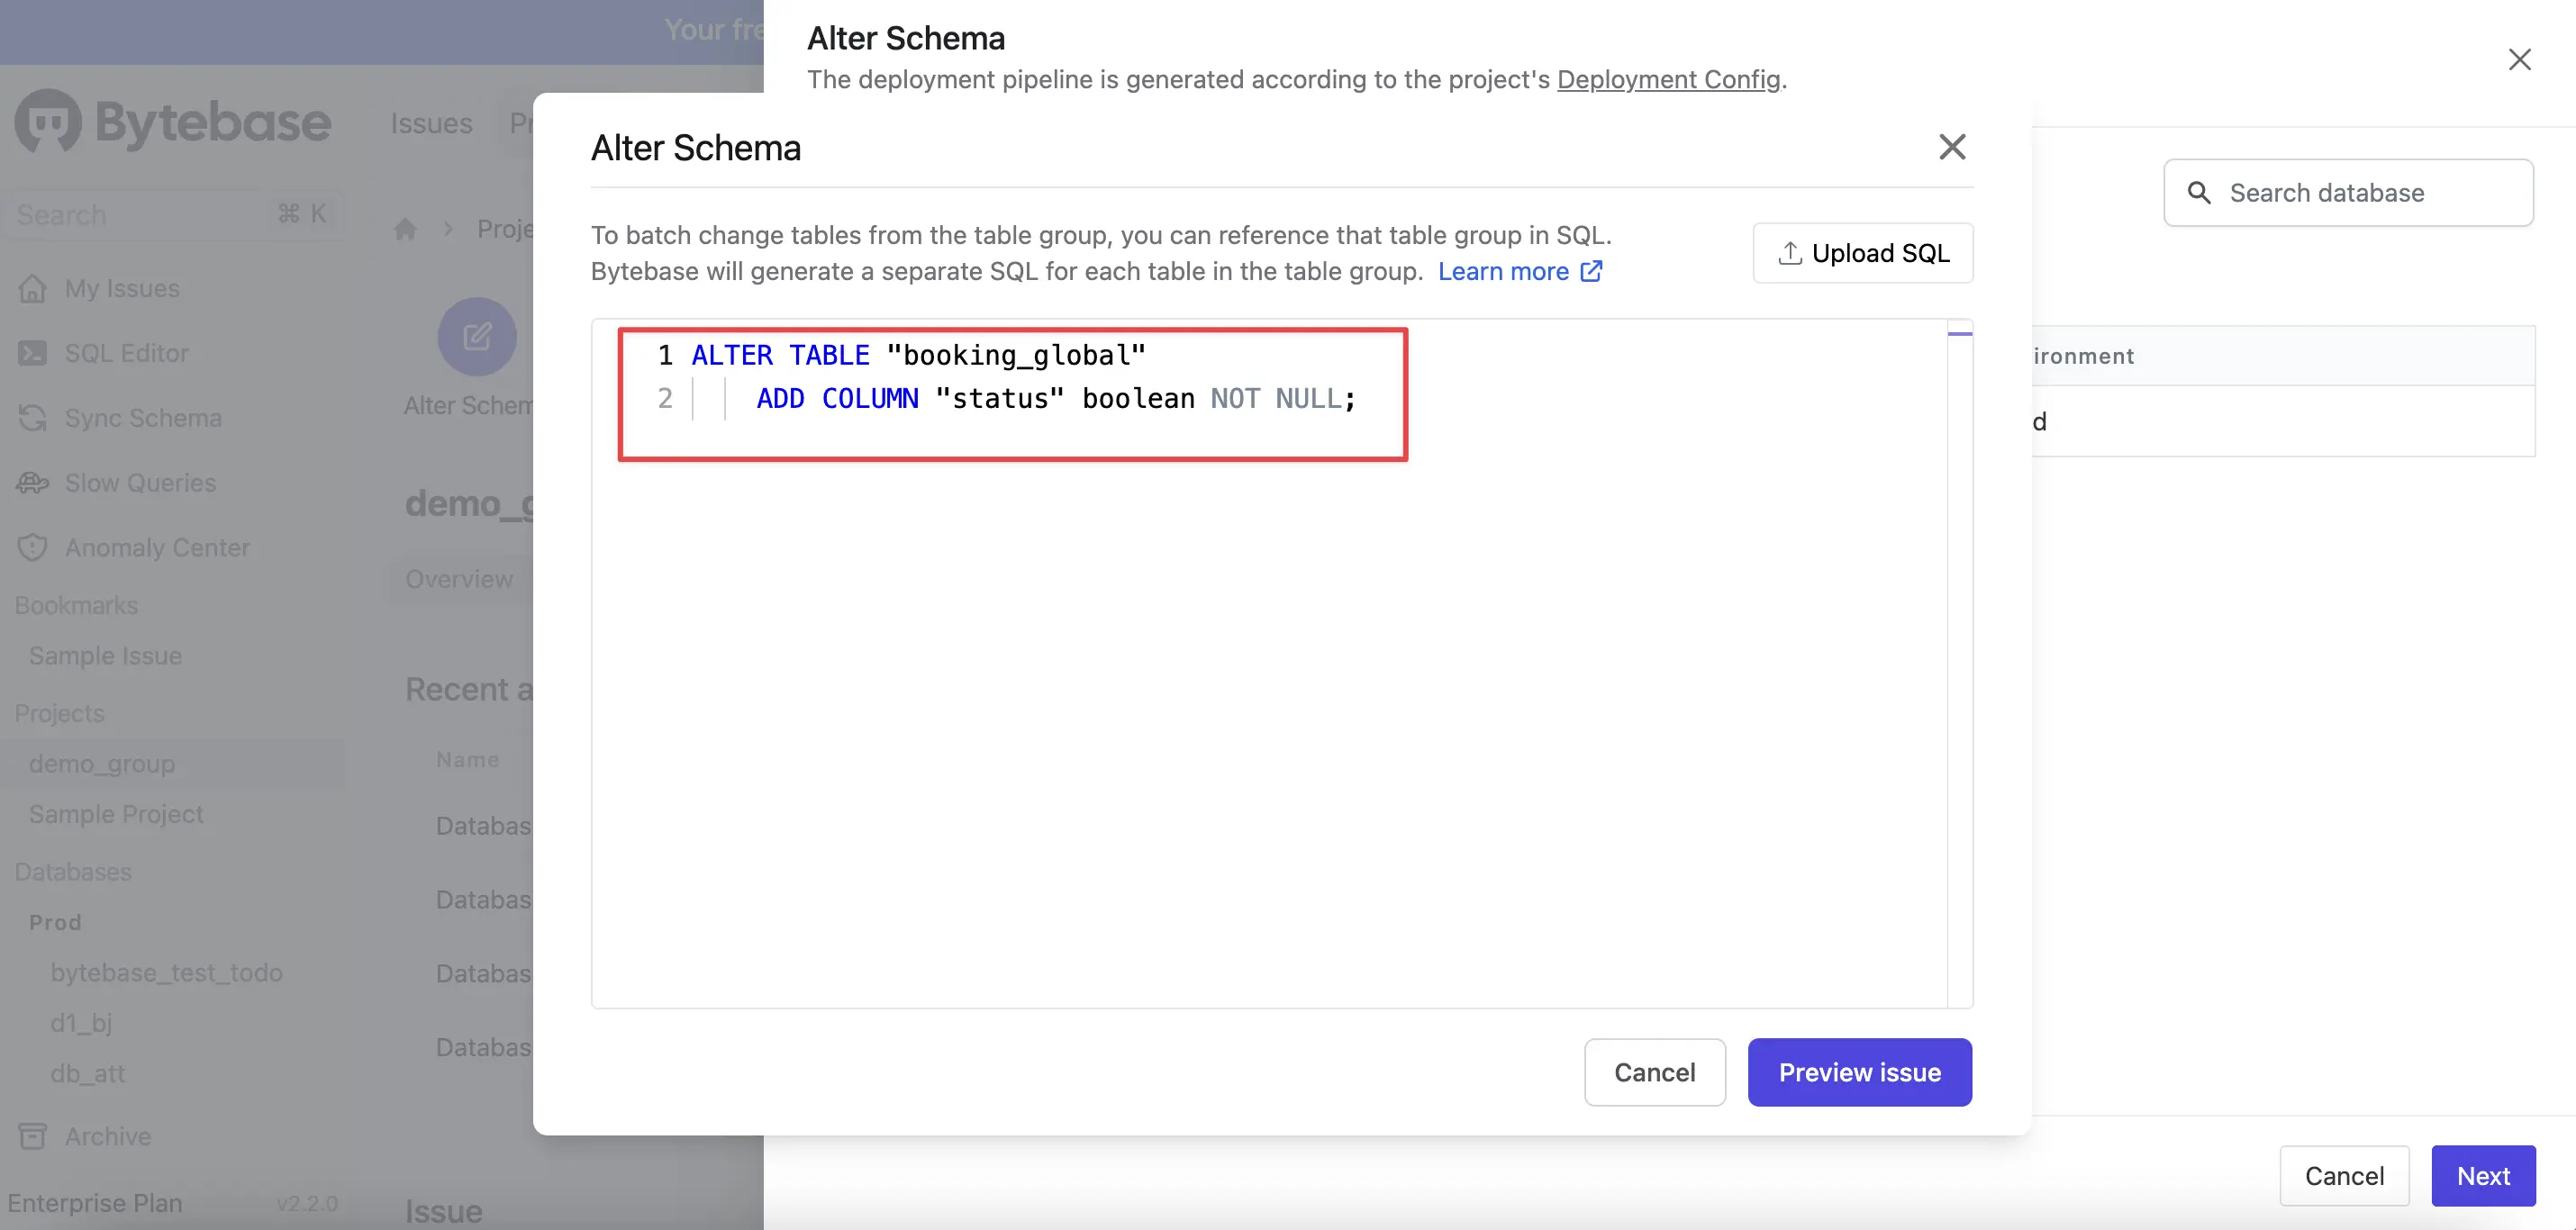 Your fre
Bytebase
Issues
Search
⌘ K
My Issues
SQL Editor
Sync Schema
Slow Queries
Anomaly Center
Bookmarks
Sample Issue
Projects
demo_group
Sample Project
Databases
Prod
bytebase_test_todo
d1_bj
db_att
Archive
Enterprise Plan
v2.2.0
Proje
Alter Schem
demo_g
Overview
Recent a
Name
Databas
Databas
Databas
Databas
Issue
Alter Schema
The deployment pipeline is generated according to the project's Deployment Config.
Search database
ironment
d
Cancel
Next
Alter Schema
To batch change tables from the table group, you can reference that table group in SQL.
Bytebase will generate a separate SQL for each table in the table group. Learn more
Upload SQL
1 ALTER TABLE "booking_global"
2 ADD COLUMN "status" boolean NOT NULL;
Cancel
Preview issue